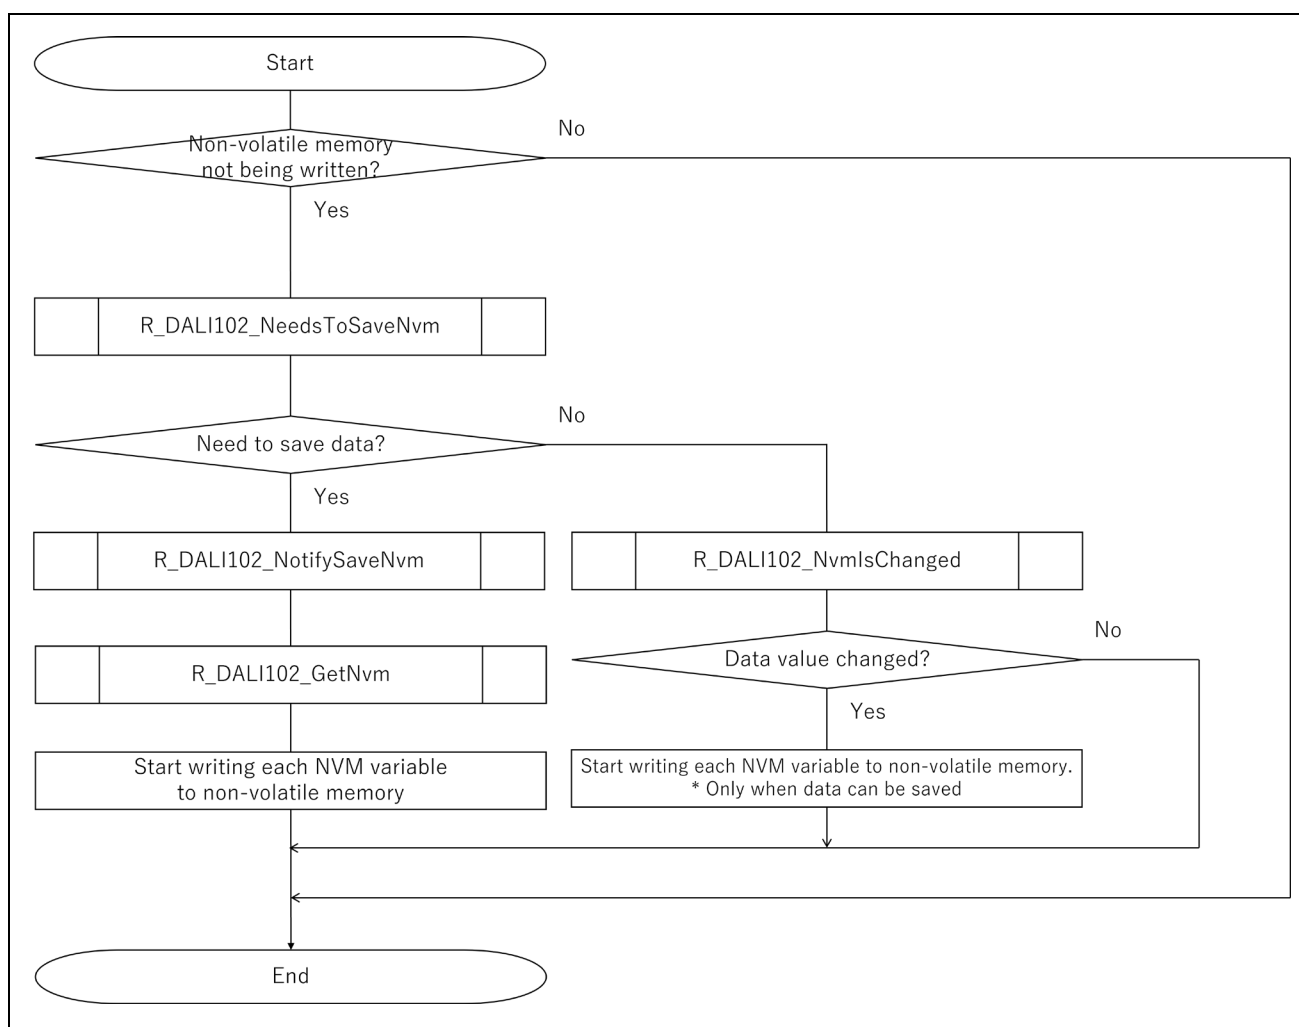 Start
Non-volatile memory
not being written?
No
Yes
R_DALI102_NeedsToSaveNvm
Need to save data?
No
Yes
R_DALI102_NotifySaveNvm
R_DALI102_NvmIsChanged
R_DALI102_GetNvm
Data value changed?
No
Yes
Start writing each NVM variable
to non-volatile memory
Start writing each NVM variable to non-volatile memory.
* Only when data can be saved
End